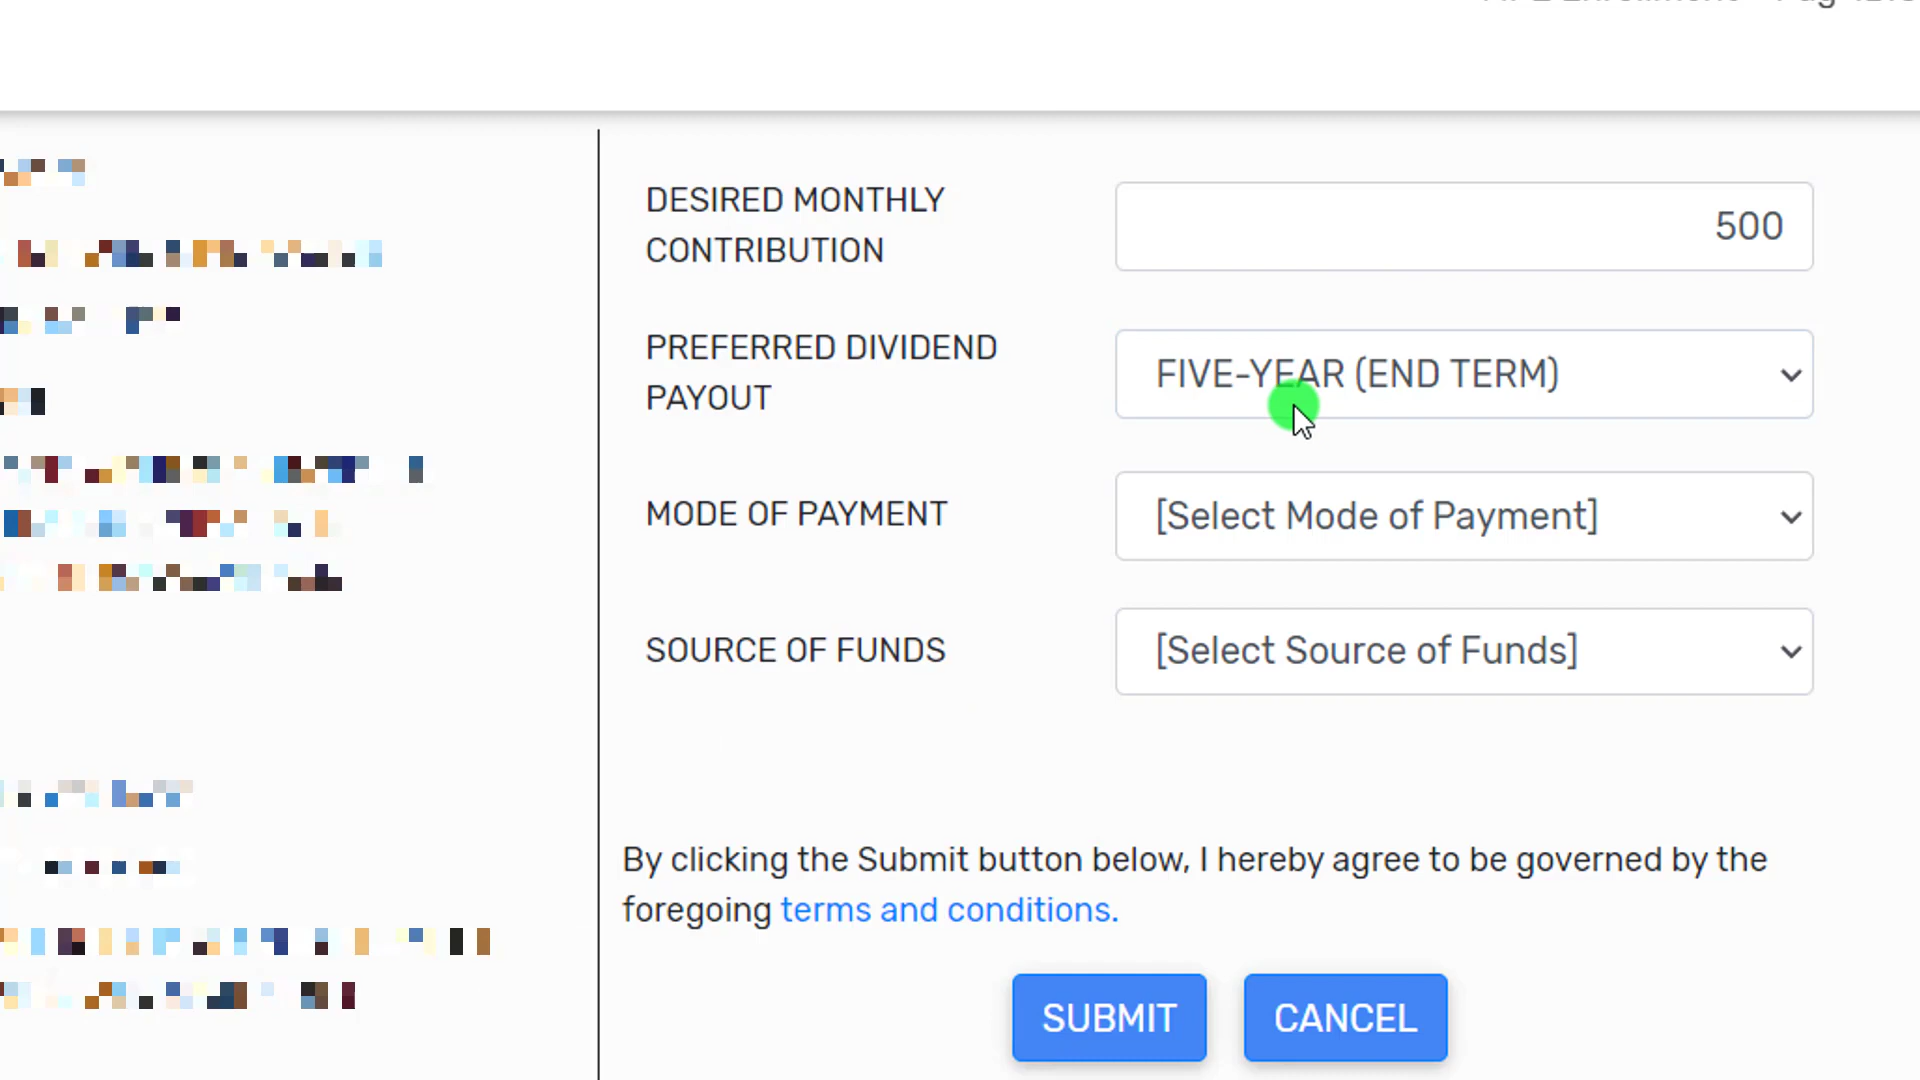 DESIRED MONTHLY
CONTRIBUTION
500
PREFERRED DIVIDEND
PAYOUT
FIVE-YEAR (END TERM)
MODE OF PAYMENT
[Select Mode of Payment]
SOURCE OF FUNDS
[Select Source of Funds]
By clicking the Submit button below, I hereby agree to be governed by the
foregoing terms and conditions.
SUBMIT
CANCEL